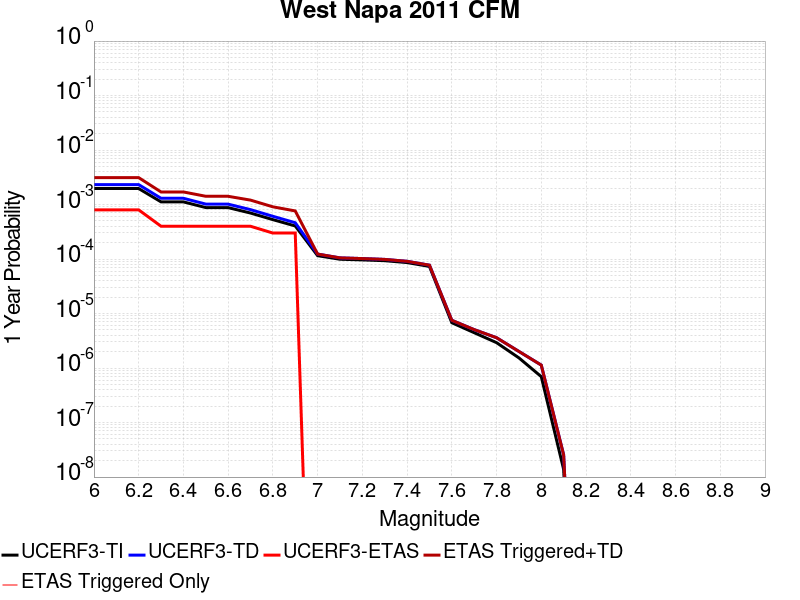 West Napa 2011 CFM
10^0
10^-1
10^-2
10^-3
10^-4
10^-5
10^-6
10^-7
10^-8
1 Year Probability
6 6.2 6.4 6.6 6.8 7 7.2 7.4 7.6 7.8 8 8.2 8.4 8.6 8.8 9
Magnitude
UCERF3-TI UCERF3-TD UCERF3-ETAS ETAS Triggered+TD
ETAS Triggered Only